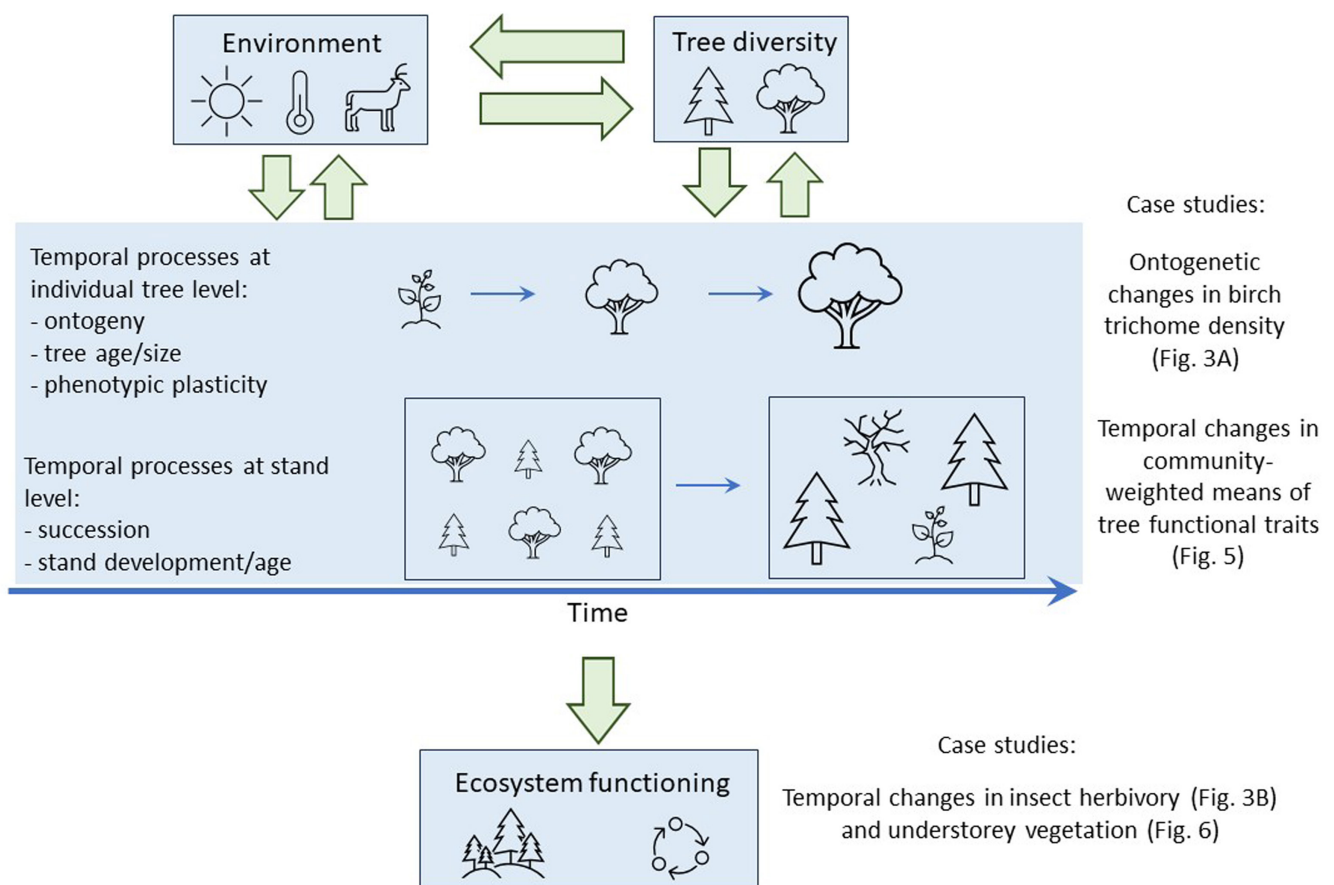 Environment
Tree diversity
Temporal processes at
individual tree level:
- ontogeny
- tree age/size
- phenotypic plasticity
Temporal processes at stand
level:
- succession
- stand development/age
Time
Case studies:
Ontogenetic
changes in birch
trichome density
(Fig. 3A)
Temporal changes in
community-
weighted means of
tree functional traits
(Fig. 5)
Ecosystem functioning
Case studies:
Temporal changes in insect herbivory (Fig. 3B)
and understorey vegetation (Fig. 6)